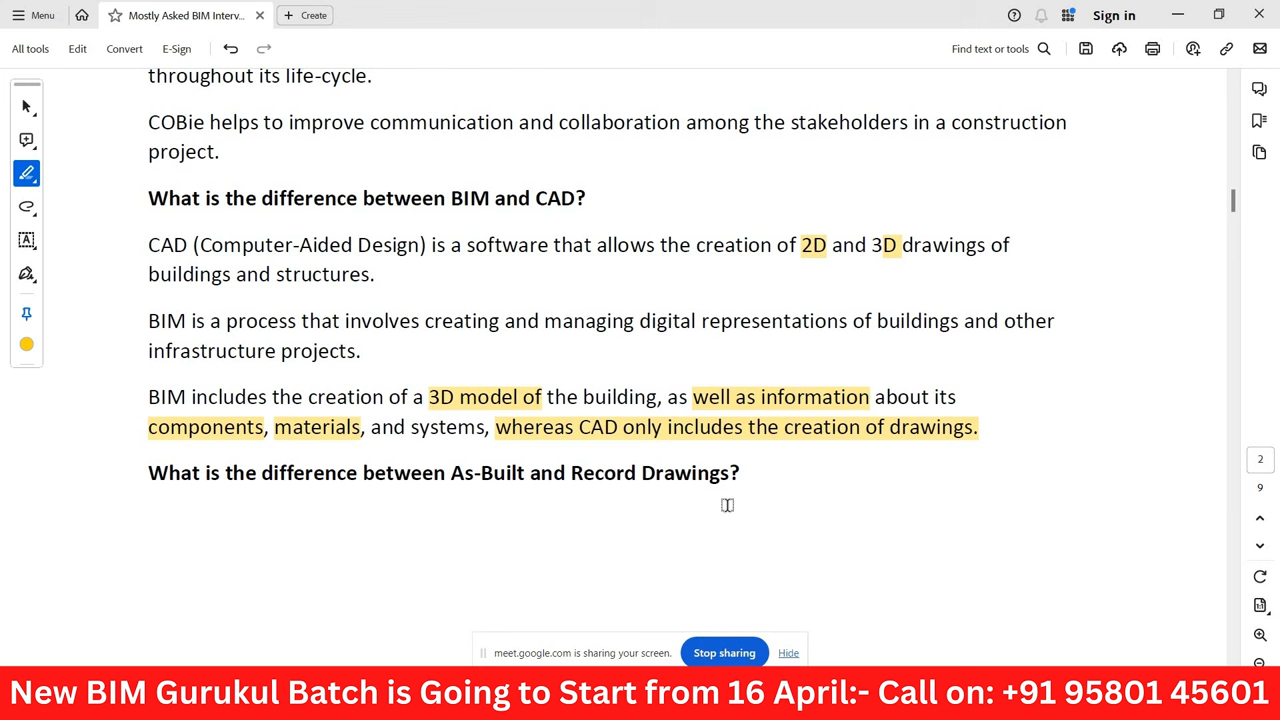 Menu
Mostly Asked BIM Interv...
Create
Sign in
All tools
Edit
Convert
E-Sign
Find text or tools
throughout its life-cycle.
COBie helps to improve communication and collaboration among the stakeholders in a construction
project.
What is the difference between BIM and CAD?
CAD (Computer-Aided Design) is a software that allows the creation of 2D and 3D drawings of
buildings and structures.
BIM is a process that involves creating and managing digital representations of buildings and other
infrastructure projects.
BIM includes the creation of a 3D model of the building, as well as information about its
components, materials, and systems, whereas CAD only includes the creation of drawings.
What is the difference between As-Built and Record Drawings?
2
9
meet.google.com is sharing your screen.
Stop sharing
Hide
New BIM Gurukul Batch is Going to Start from 16 April:- Call on: +91 95801 45601